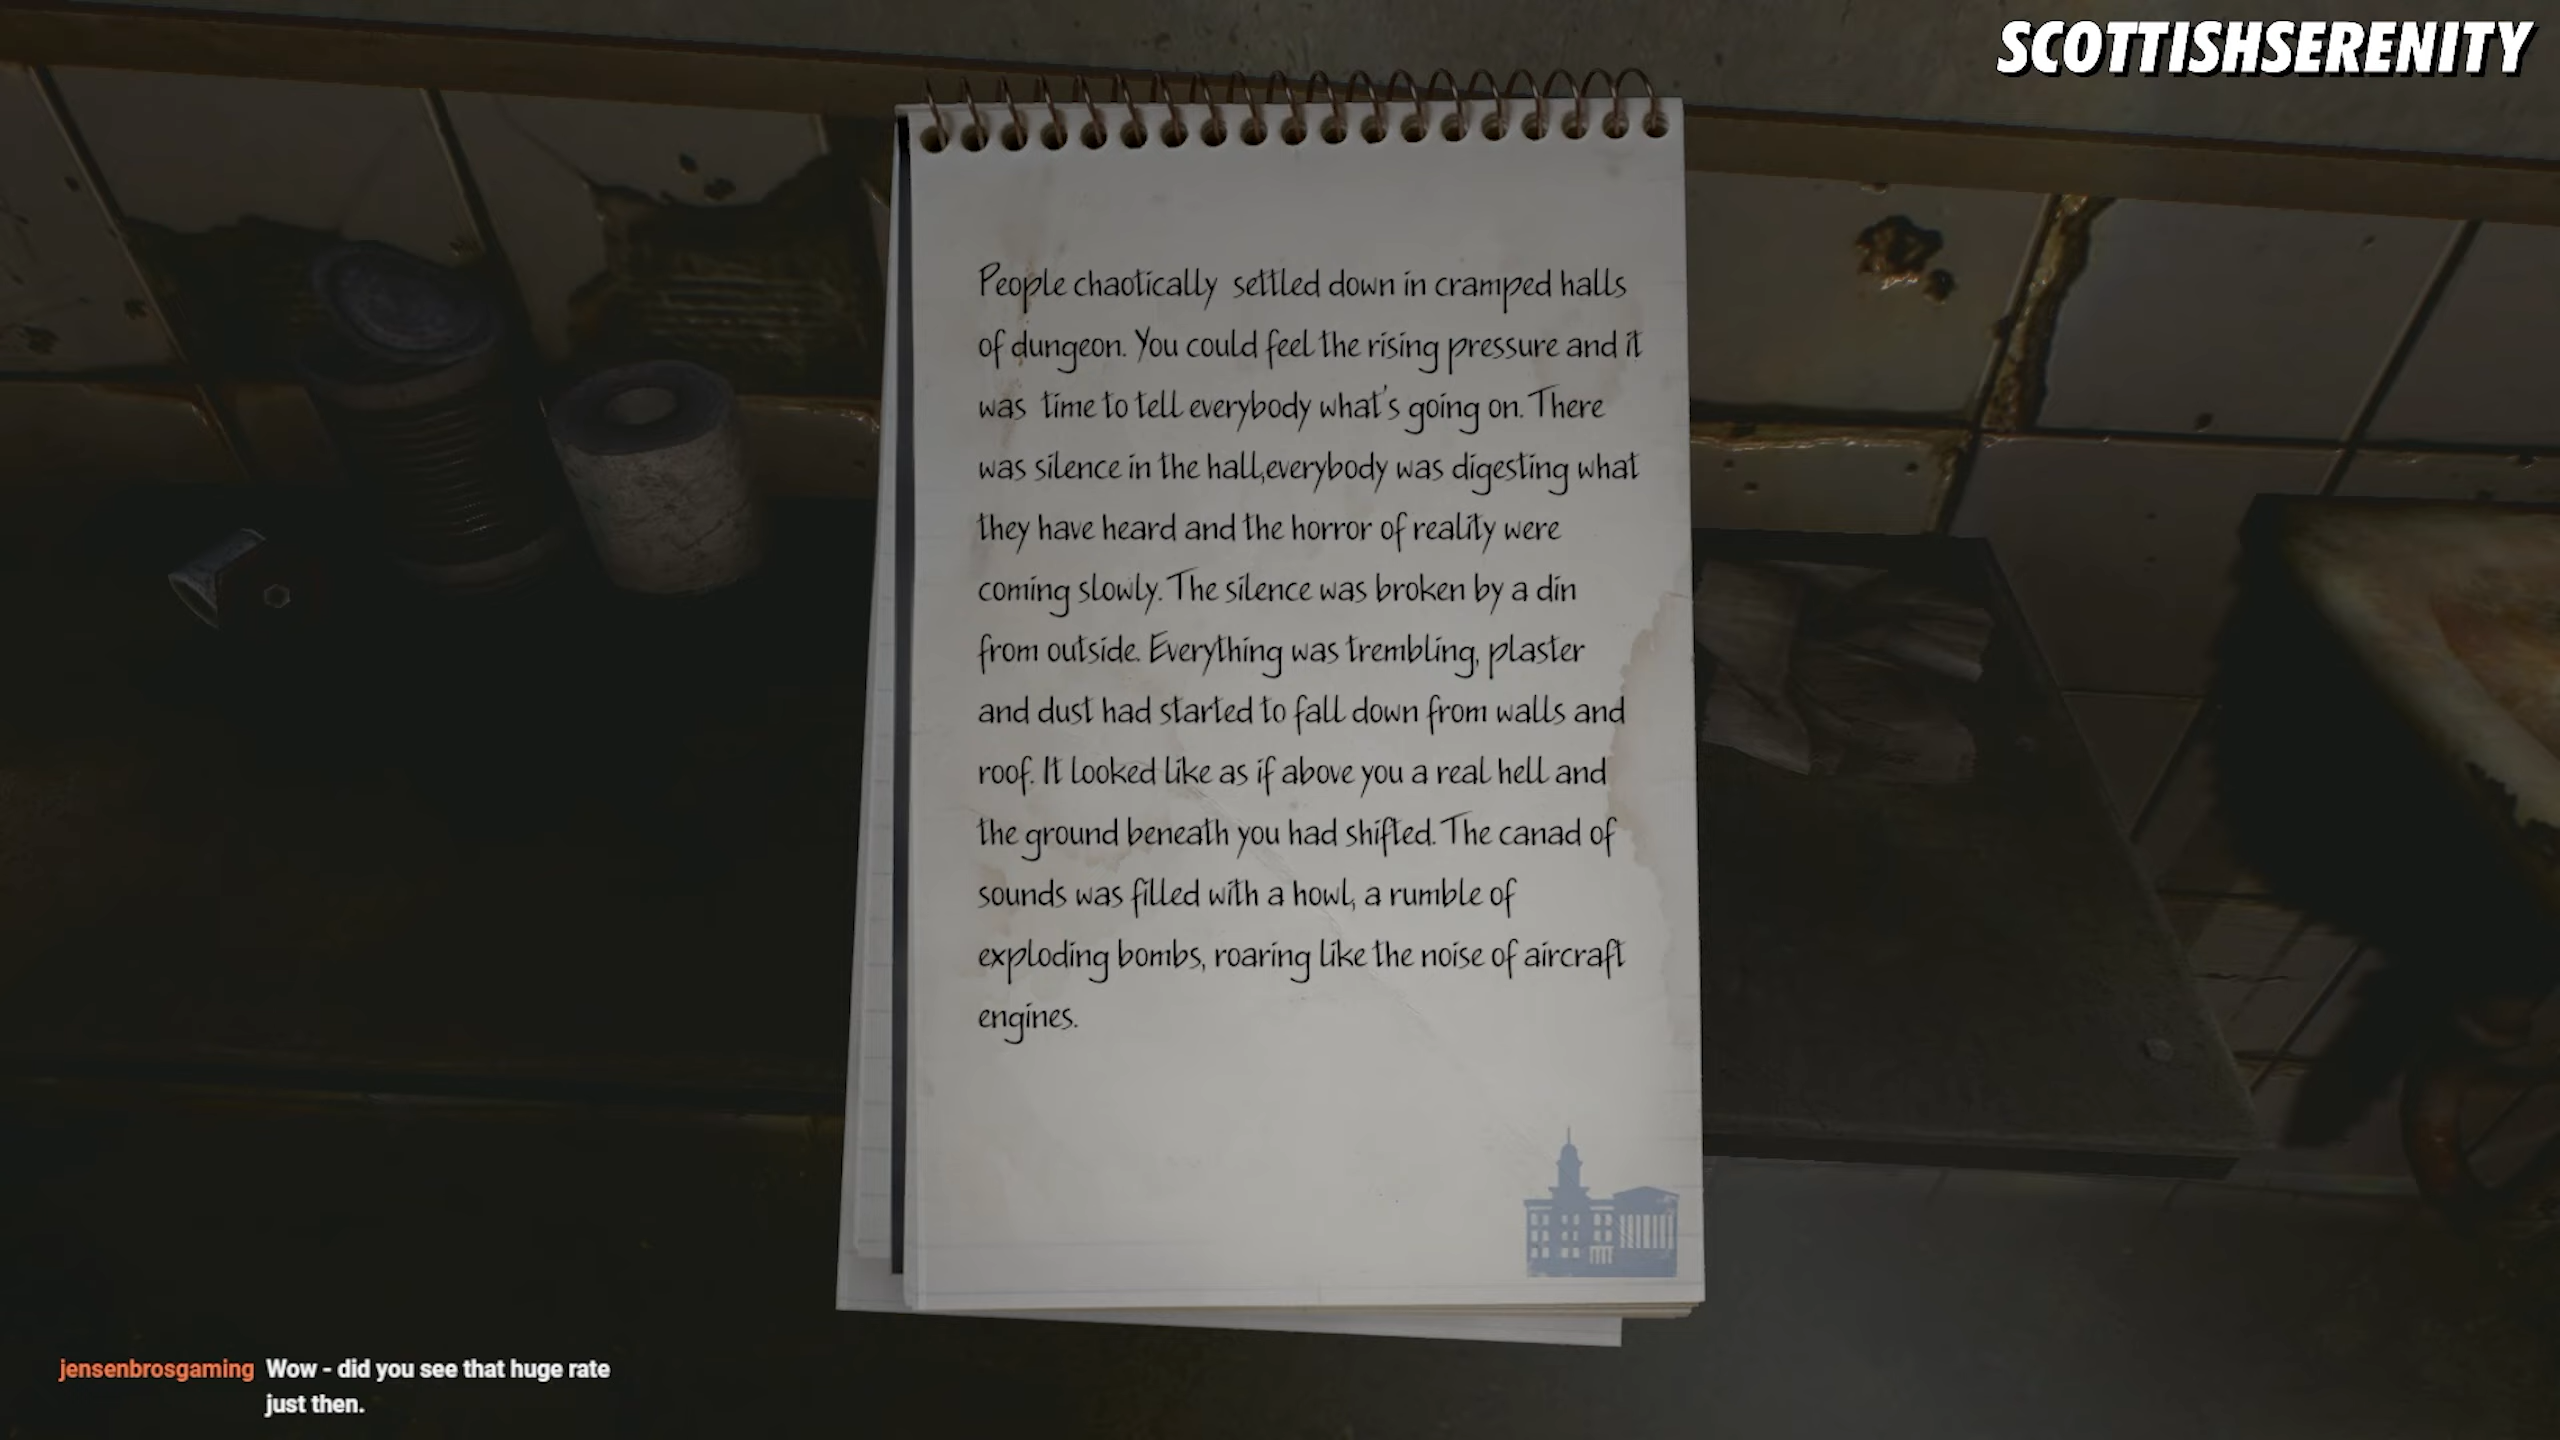 SCOTTISHSERENITY
People chaotically settled down in cramped halls
of dungeon. You could feel the rising pressure and it
was time to tell everybody what's going on. There
was silence in the hall,everybody was digesting what
they have heard and the horror of reality were
coming slowly. The silence was broken by a din
from outside. Everything was trembling, plaster
and dust had started to fall down from walls and
roof. It looked like as if above you a real hell and
the ground beneath you had shifted. The canad of
sounds was filled with a howl, a rumble of
exploding bombs, roaring like the noise of aircraft
engines.
jensenbrosgaming Wow - did you see that huge rate
just then.